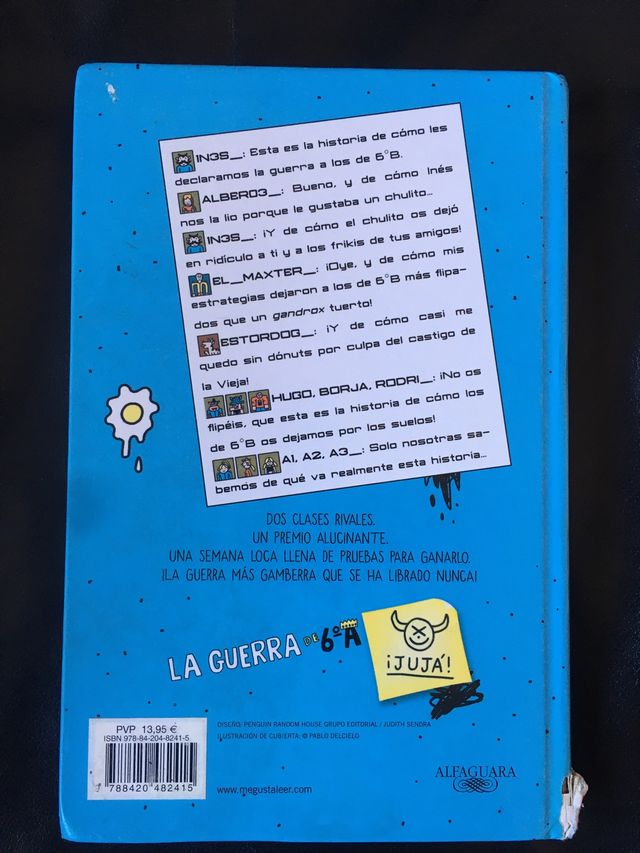 1N3S_: Esta es la historia de cómo les
declaramos la guerra a los de 6°B.
ALBERO3_: Bueno, y de cómo Inés
nos la lio porque le gustaba un chulito...
1N3S_: ¡Y de cómo el chulito os dejó
en ridículo a ti y a los frikis de tus amigos!
EL_MAXTER_: ¡Oye, y de cómo mis
estrategias dejaron a los de 6°B más flipa-
dos que un gandrox tuerto!
ESTORDOG_: ¡Y de cómo casi me
quedo sin dónuts por culpa del castigo de
la Vieja!
HUGO, BORJA, RODRI_: ¡No os
flipéis, que esta es la historia de cómo los
de 6°B os dejamos por los suelos!
A1, A2, A3_: Solo nosotras sa-
bemos de qué va realmente esta historia...
DOS CLASES RIVALES.
UN PREMIO ALUCINANTE.
UNA SEMANA LOCA LLENA DE PRUEBAS PARA GANARLO.
¡LA GUERRA MÁS GAMBERRA QUE SE HA LIBRADO NUNCA!
LA GUERRA DE 6ºA
¡JUJÁ!
PVP 13,95 €
ISBN 978-84-204-8241-5
9788420482415
DISEÑO: PENGUIN RANDOM HOUSE GRUPO EDITORIAL / JUDITH SENDRA
ILUSTRACIÓN DE CUBIERTA: © PABLO DELCIELO
www.megustaleer.com
ALFAGUARA